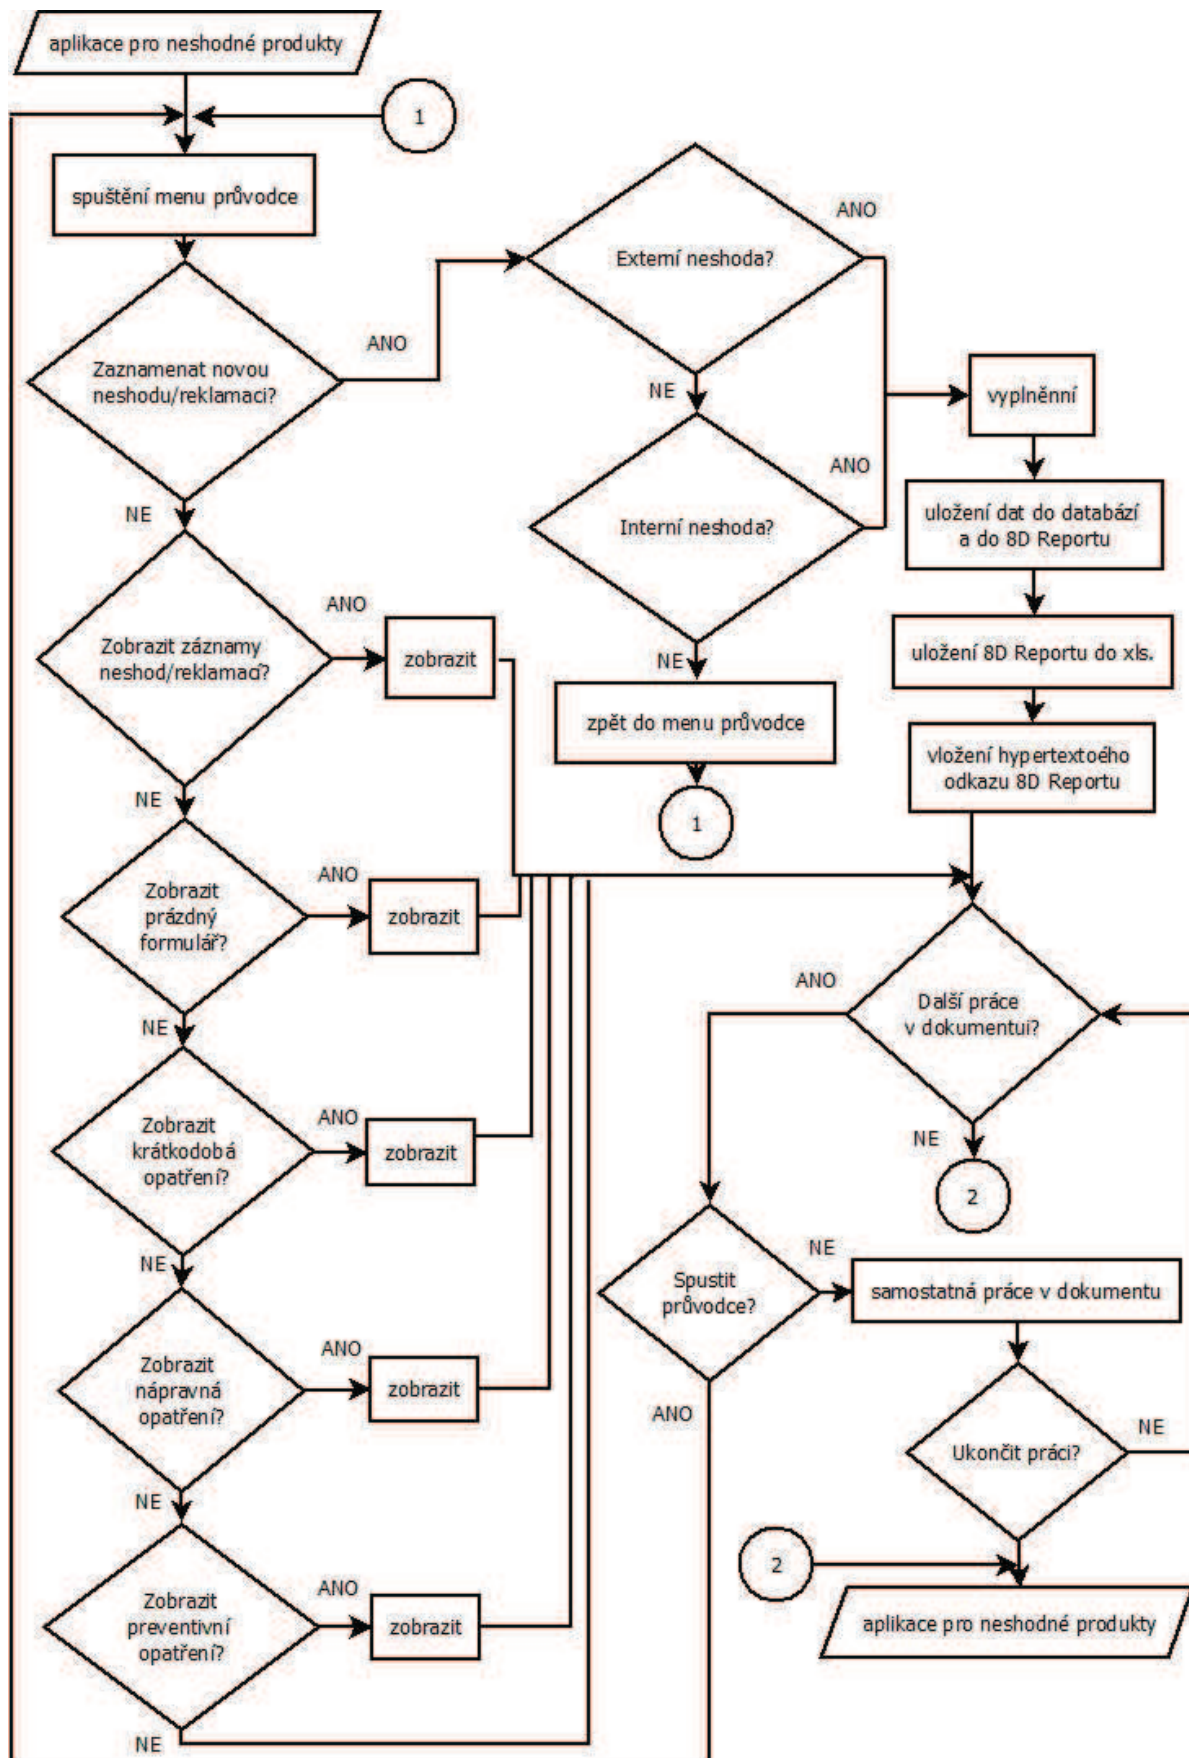 aplikace pro neshodné produkty
1
spuštění menu průvodce
Zaznamenat novou
neshodu/reklamaci?
ANO
NE
Externí neshoda?
ANO
NE
Interní neshoda?
ANO
NE
zpět do menu průvodce
1
vyplněnní
uložení dat do databází
a do 8D Reportu
uložení 8D Reportu do xls.
vložení hypertextoého
odkazu 8D Reportu
Zobrazit záznamy
neshod/reklamací?
ANO
zobrazit
NE
Zobrazit
prázdný
formulář?
ANO
zobrazit
NE
Zobrazit
krátkodobá
opatření?
ANO
zobrazit
NE
Zobrazit
nápravná
opatření?
ANO
zobrazit
NE
Zobrazit
preventivní
opatření?
ANO
zobrazit
NE
Další práce
v dokumentui?
ANO
NE
2
Spustit
průvodce?
NE
ANO
samostatná práce v dokumentu
Ukončit práci?
NE
2
aplikace pro neshodné produkty